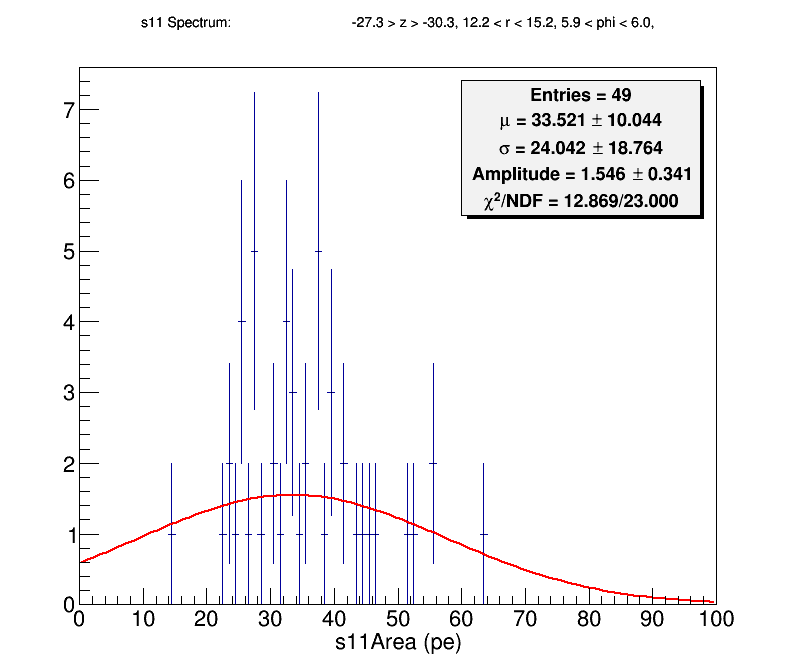 s11 Spectrum: -27.3 > z > -30.3, 12.2 < r < 15.2, 5.9 < phi < 6.0,
Entries = 49
μ = 33.521 ± 10.044
σ = 24.042 ± 18.764
Amplitude = 1.546 ± 0.341
χ²/NDF = 12.869/23.000
7
6
5
4
3
2
1
0
0 10 20 30 40 50 60 70 80 90 100
s11Area (pe)